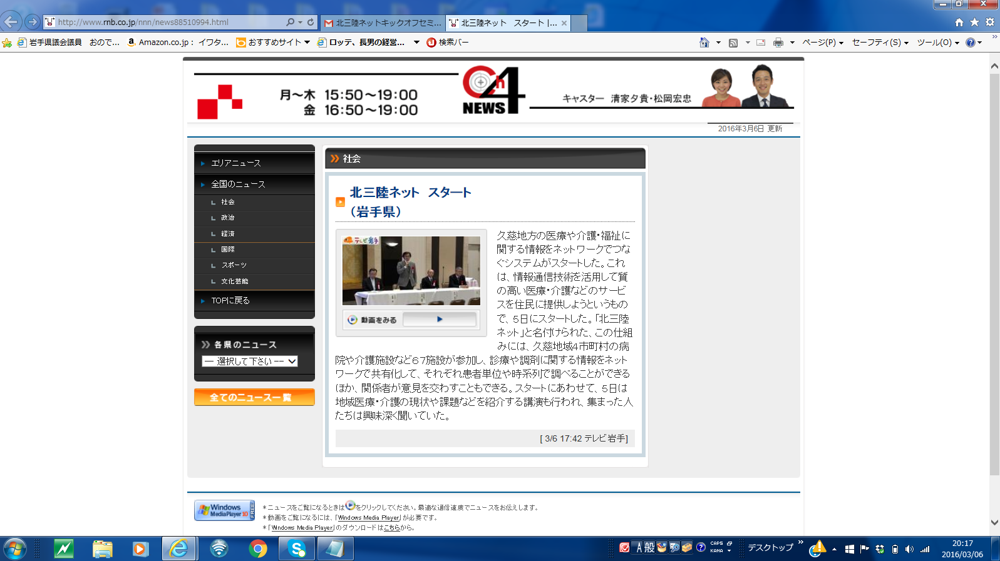 http://www.rnb.co.jp/nnn/news88510994.html
北三陸ネットキックオフセミ...
北三陸ネット　スタート |...
岩手県議会議員　おので...
Amazon.co.jp： イワタ...
おすすめサイト
ロッテ、長男の経営...
検索バー
ページ(P)
セーフティ(S)
ツール(O)
月～木 15:50～19:00
金 16:50～19:00
On4
NEWS
キャスター 清家夕貴・松岡宏忠
2016年3月6日 更新
エリアニュース
全国のニュース
社会
政治
経済
国際
スポーツ
文化芸能
TOPに戻る
各県のニュース
― 選択して下さい --
全てのニュース一覧
社会
北三陸ネット　スタート
（岩手県）
テレビ岩手
動画をみる
久慈地方の医療や介護・福祉に
関する情報をネットワークでつな
ぐシステムがスタートした。これ
は、情報通信技術を活用して質
の高い医療・介護などのサービ
スを住民に提供しようというもの
で、５日にスタートした。「北三陸
ネット」と名付けられた、この仕組
みには、久慈地域４市町村の病
院や介護施設など６７施設が参加し、診療や調剤に関する情報をネット
ワークで共有化して、それぞれ患者単位や時系列で調べることができる
ほか、関係者が意見を交わすこともできる。スタートにあわせて、５日は
地域医療・介護の現状や課題などを紹介する講演も行われ、集まった人
たちは興味深く聞いていた。
[ 3/6 17:42 テレビ岩手]
Windows
MediaPlayer 10
FREE
＊ニュースをご覧になるときはをクリックしてください。最適な通信速度でニュースをお伝えします。
＊動画をご覧になるには、「Windows Media Player」が必要です。
＊「Windows Media Player」のダウンロードはこちらから。
A 般
CAPS
KANA
デスクトップ
20:17
2016/03/06